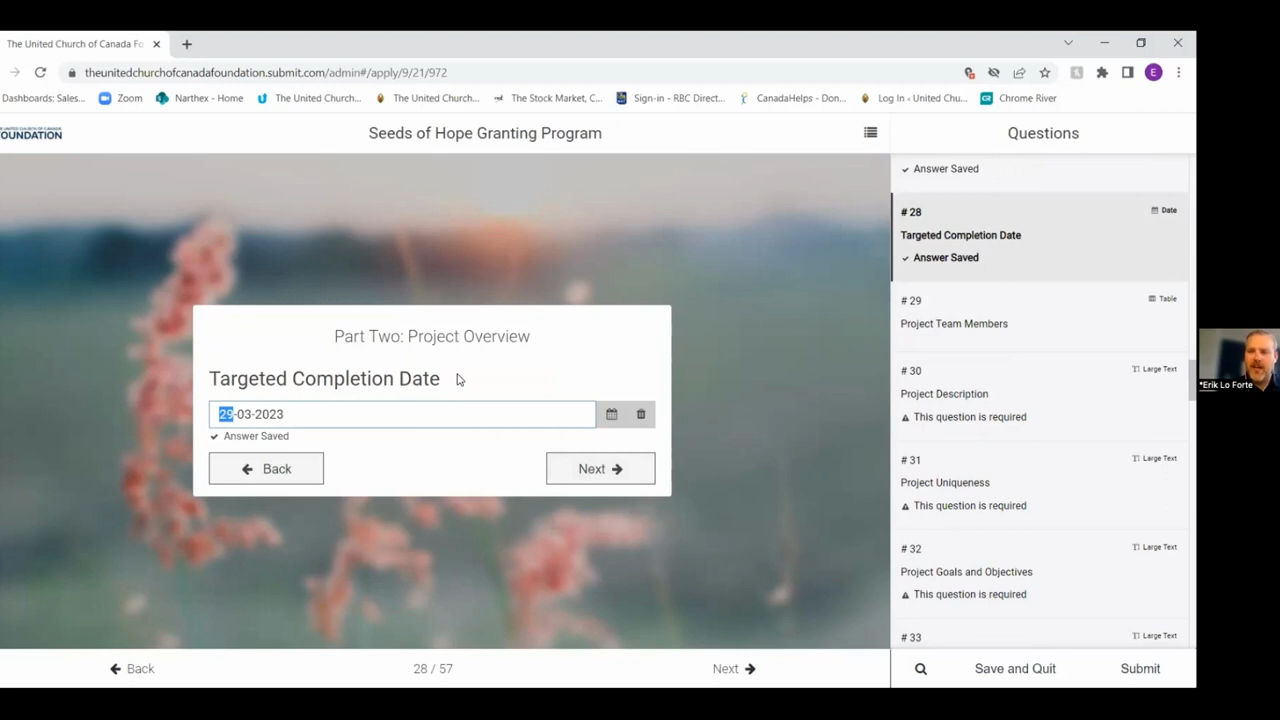 The United Church of Canada Fo
theunitedchurchofcanadafoundation.submit.com/admin#/apply/9/21/972
E
Dashboards: Sales...
Zoom
Narthex - Home
The United Church...
The United Church...
The Stock Market, C...
Sign-in - RBC Direct...
CanadaHelps - Don...
Log In - United Chu...
CR
Chrome River
THE UNITED CHURCH OF CANADA
FOUNDATION
Seeds of Hope Granting Program
Questions
Answer Saved
# 28
Date
Targeted Completion Date
Answer Saved
# 29
Table
Project Team Members
# 30
Large Text
Project Description
This question is required
# 31
Large Text
Project Uniqueness
This question is required
# 32
Large Text
Project Goals and Objectives
This question is required
# 33
Large Text
Part Two: Project Overview
Targeted Completion Date
29-03-2023
Answer Saved
Back
Next
Back
28 / 57
Next
Save and Quit
Submit
*Erik Lo Forte